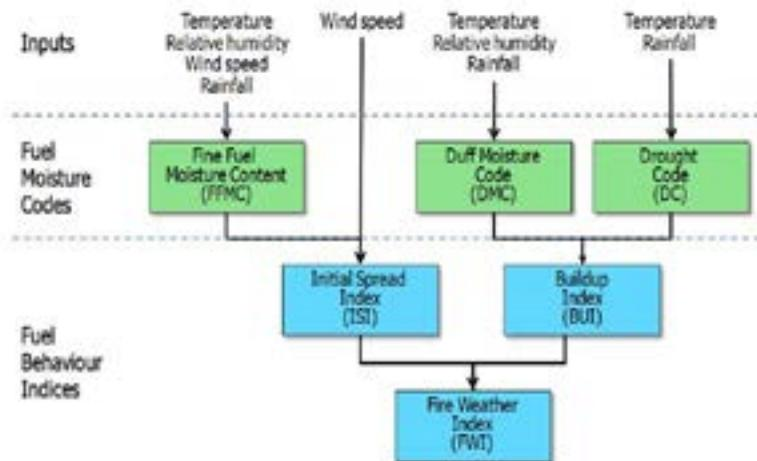 Inputs
Temperature
Relative humidity
Wind speed
Rainfall
Wind speed
Temperature
Relative humidity
Rainfall
Temperature
Rainfall
Fuel
Moisture
Codes
Fine Fuel
Moisture Content
(FFMC)
Duff Moisture
Code
(DMC)
Drought
Code
(DC)
Fuel
Behaviour
Indices
Initial Spread
Index
(ISI)
Buildup
Index
(BUI)
Fire Weather
Index
(FWI)